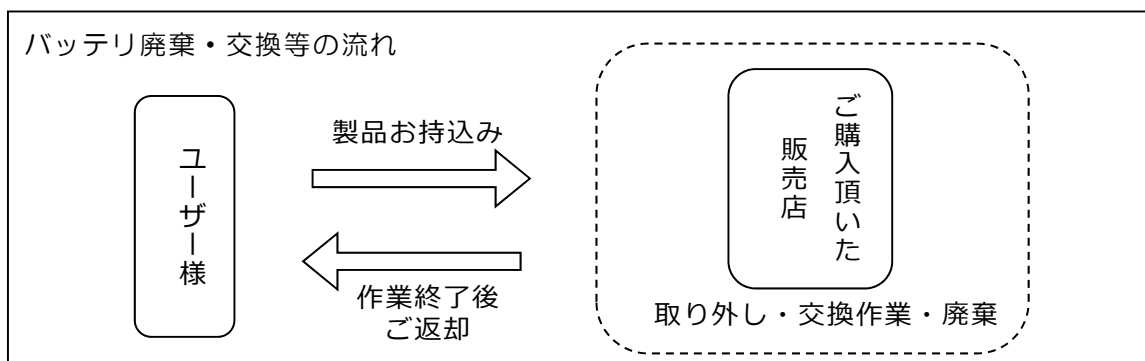 バッテリ廃棄・交換等の流れ
ユーザー様
製品お持込み
作業終了後
ご返却
ご購入頂いた
販売店
取り外し・交換作業・廃棄